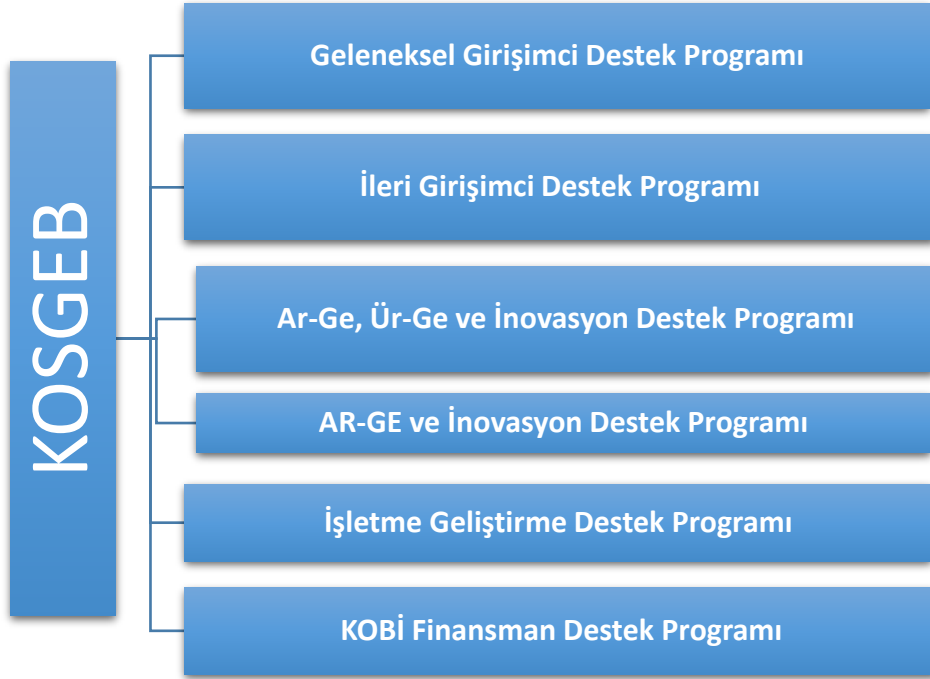 KOSGEB
Geleneksel Girişimci Destek Programı
İleri Girişimci Destek Programı
Ar-Ge, Ür-Ge ve İnovasyon Destek Programı
AR-GE ve İnovasyon Destek Programı
İşletme Geliştirme Destek Programı
KOBİ Finansman Destek Programı